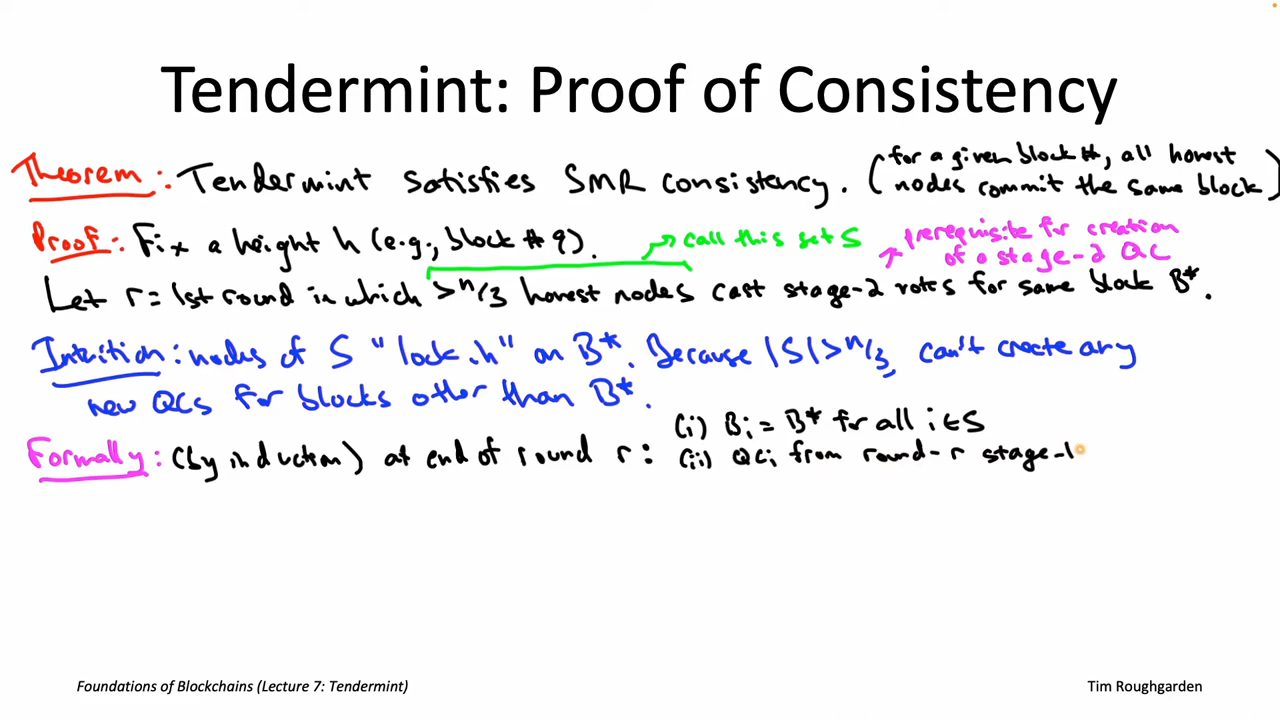 Tendermint: Proof of Consistency
Theorem: Tendermint satisfies SMR consistency. (for a given block #, all honest
nodes commit the same block)
Proof: Fix a height h (e.g., block # 9). → call this set S
prerequisite for creation
of a stage-2 QC
Let r = 1st round in which >n/3 honest nodes cast stage-2 votes for same block B*.
Intuition: nodes of S "lock in" on B*. Because |S| > n/3, can't create any
new QCs for blocks other than B*.
Formally: (by induction) at end of round r: (i) Bi = B* for all i∈S
(ii) QCi from round-r stage-1
Foundations of Blockchains (Lecture 7: Tendermint)
Tim Roughgarden